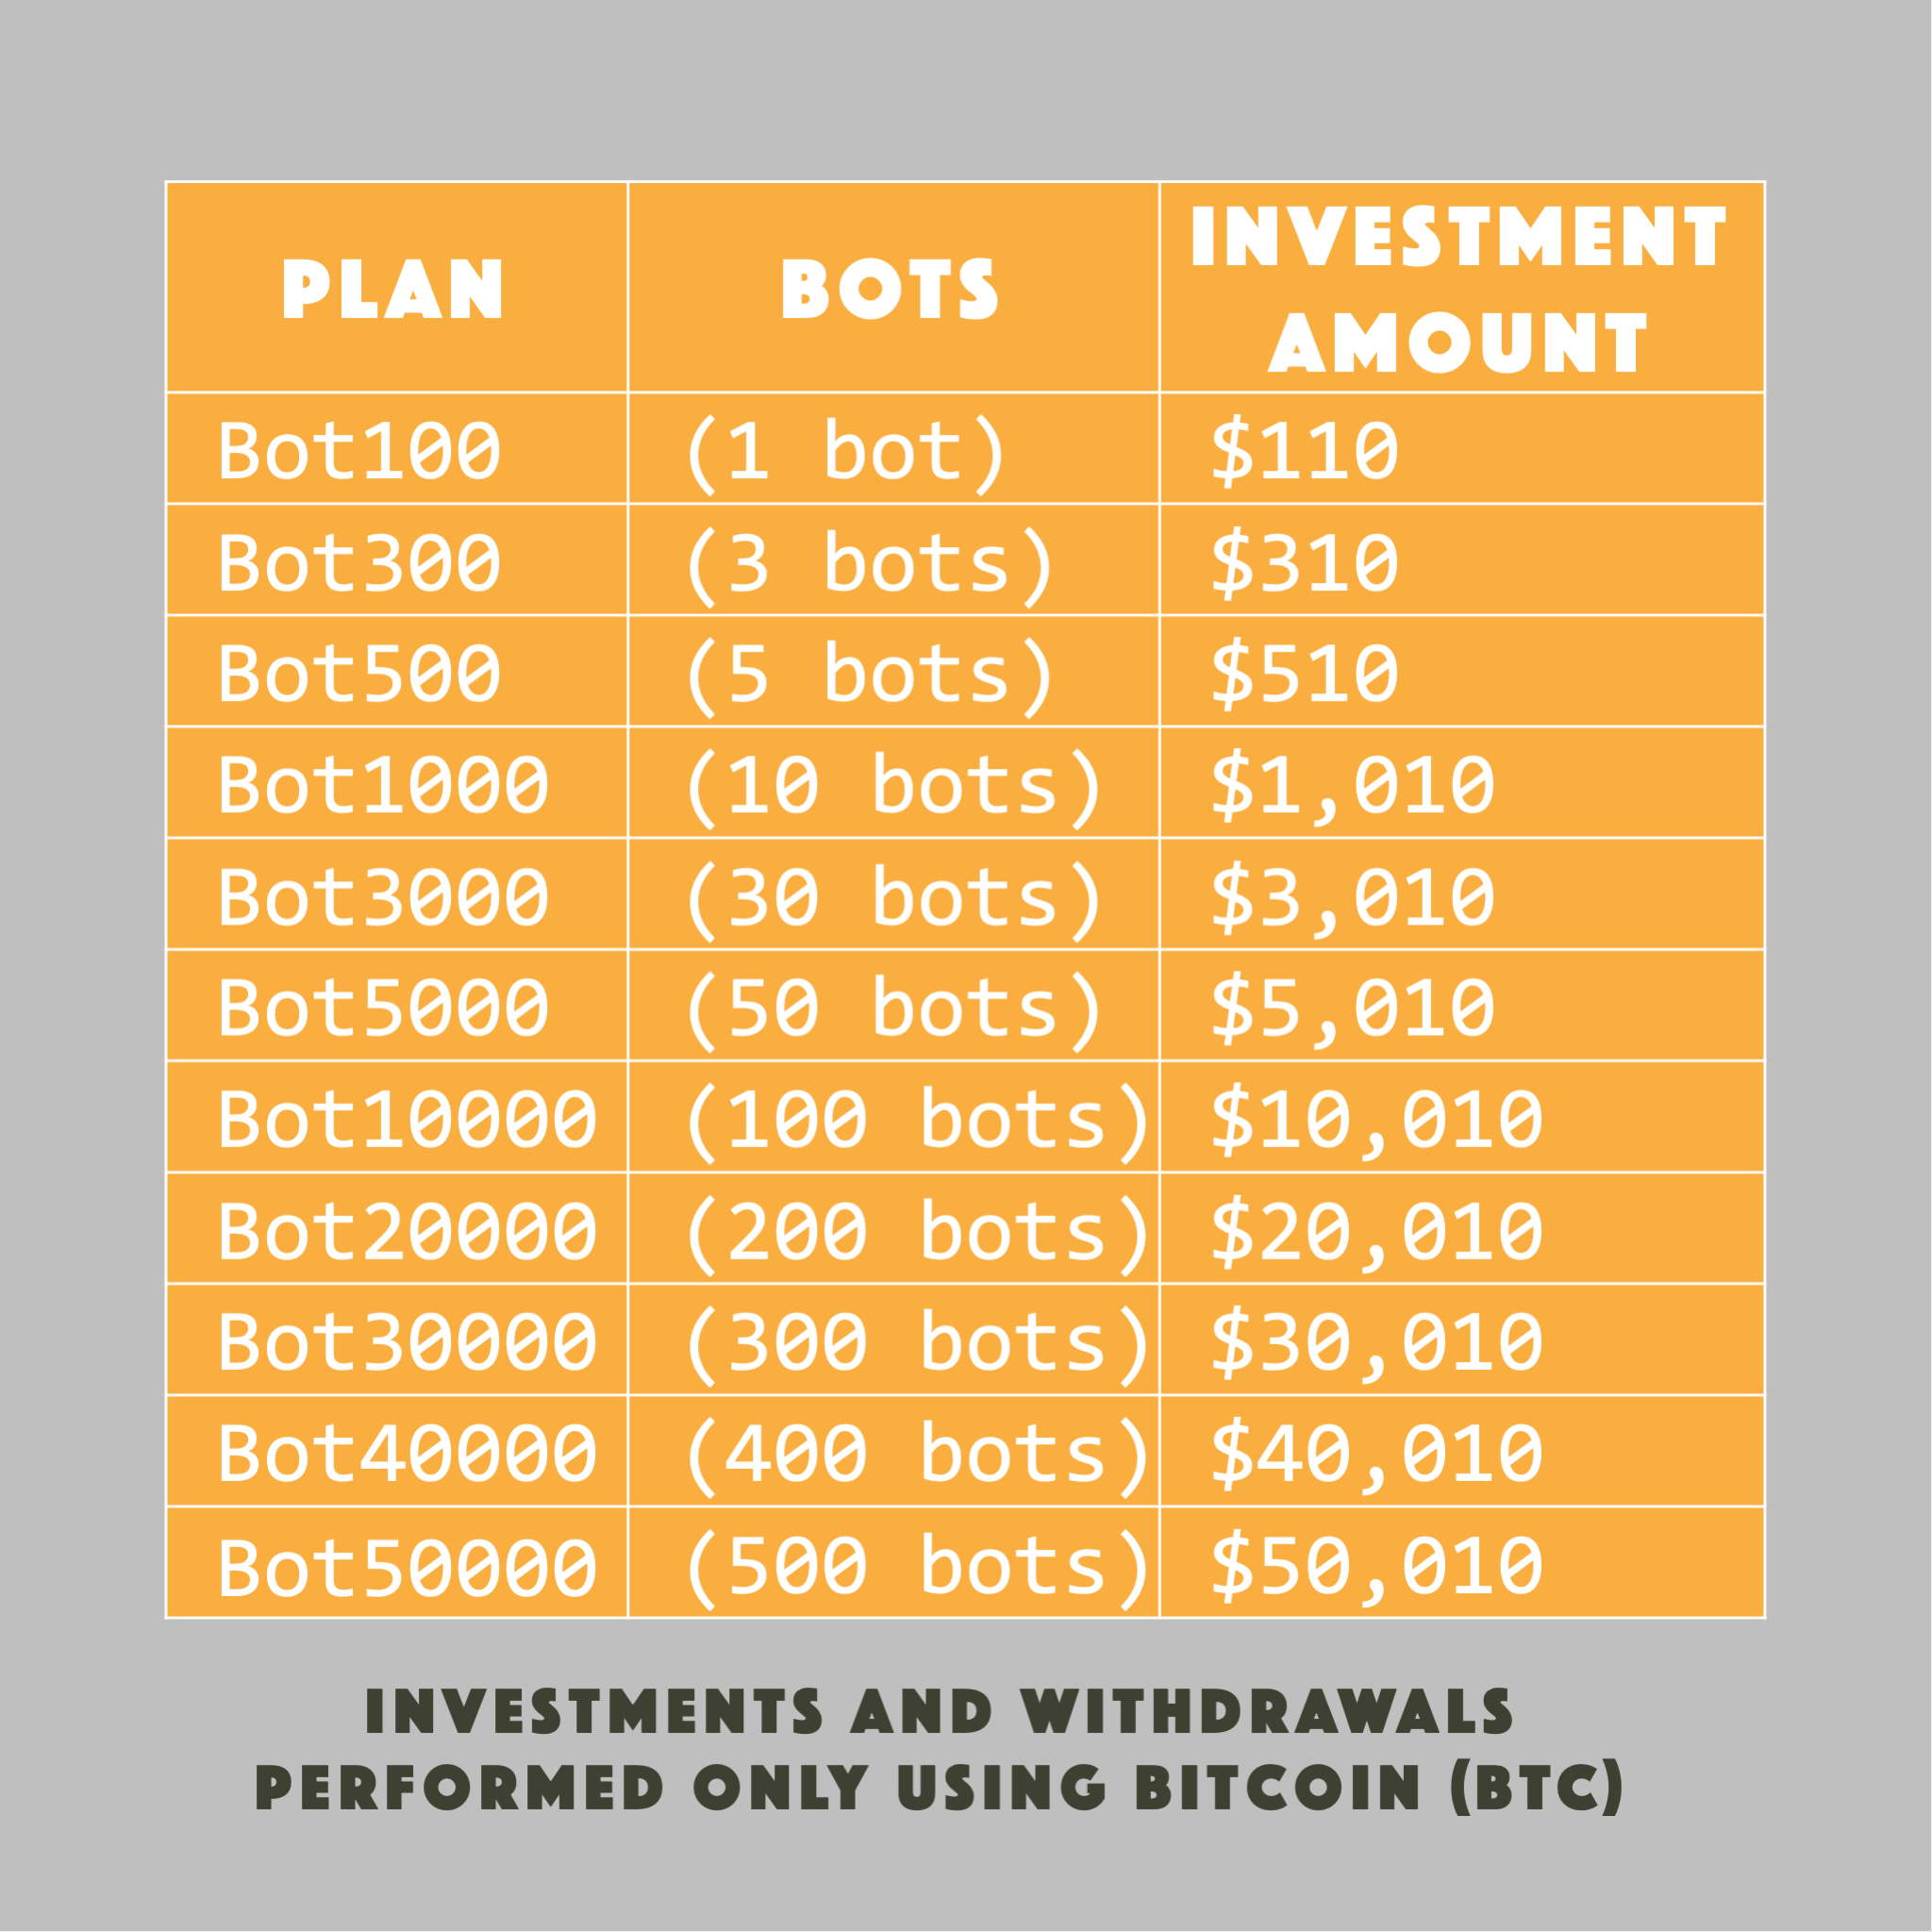 PLAN BOTS INVESTMENT AMOUNT
Bot100 (1 bot) $110
Bot300 (3 bots) $310
Bot500 (5 bots) $510
Bot1000 (10 bots) $1,010
Bot3000 (30 bots) $3,010
Bot5000 (50 bots) $5,010
Bot10000 (100 bots) $10,010
Bot20000 (200 bots) $20,010
Bot30000 (300 bots) $30,010
Bot40000 (400 bots) $40,010
Bot50000 (500 bots) $50,010
INVESTMENTS AND WITHDRAWALS
PERFORMED ONLY USING BITCOIN (BTC)